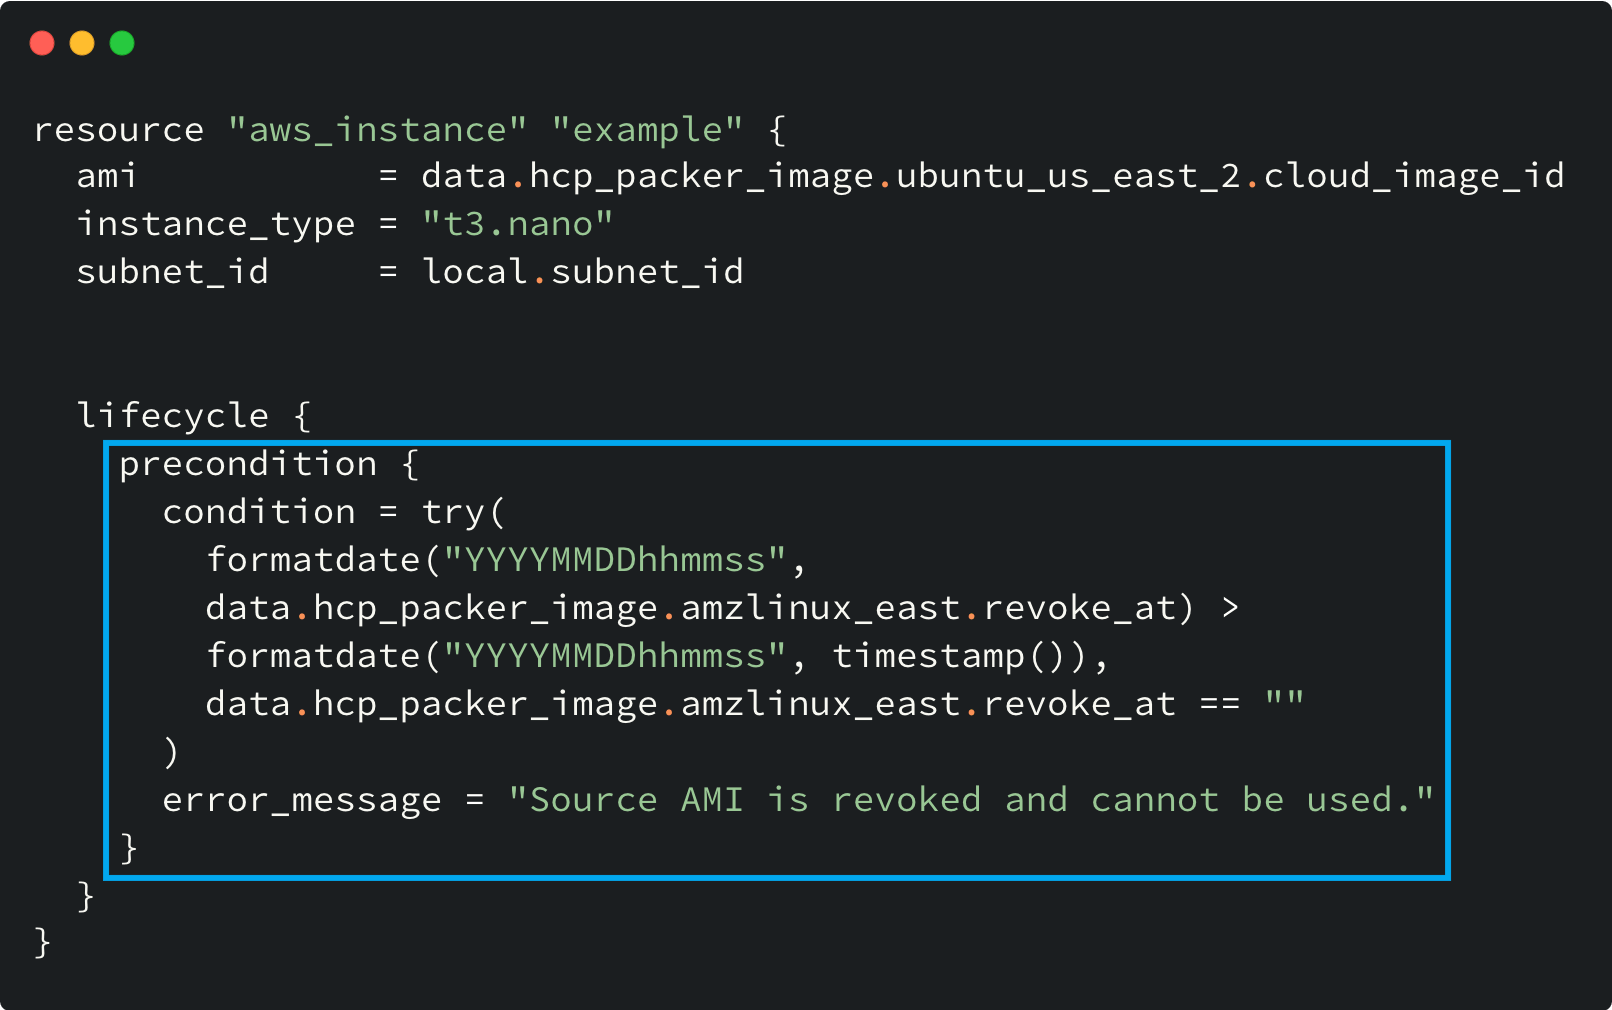 resource "aws_instance" "example" {
  ami           = data.hcp_packer_image.ubuntu_us_east_2.cloud_image_id
  instance_type = "t3.nano"
  subnet_id     = local.subnet_id
  lifecycle {
    precondition {
      condition = try(
        formatdate("YYYYMMDDhhmmss",
        data.hcp_packer_image.amzlinux_east.revoke_at) >
        formatdate("YYYYMMDDhhmmss", timestamp()),
        data.hcp_packer_image.amzlinux_east.revoke_at == ""
      )
      error_message = "Source AMI is revoked and cannot be used."
    }
  }
}